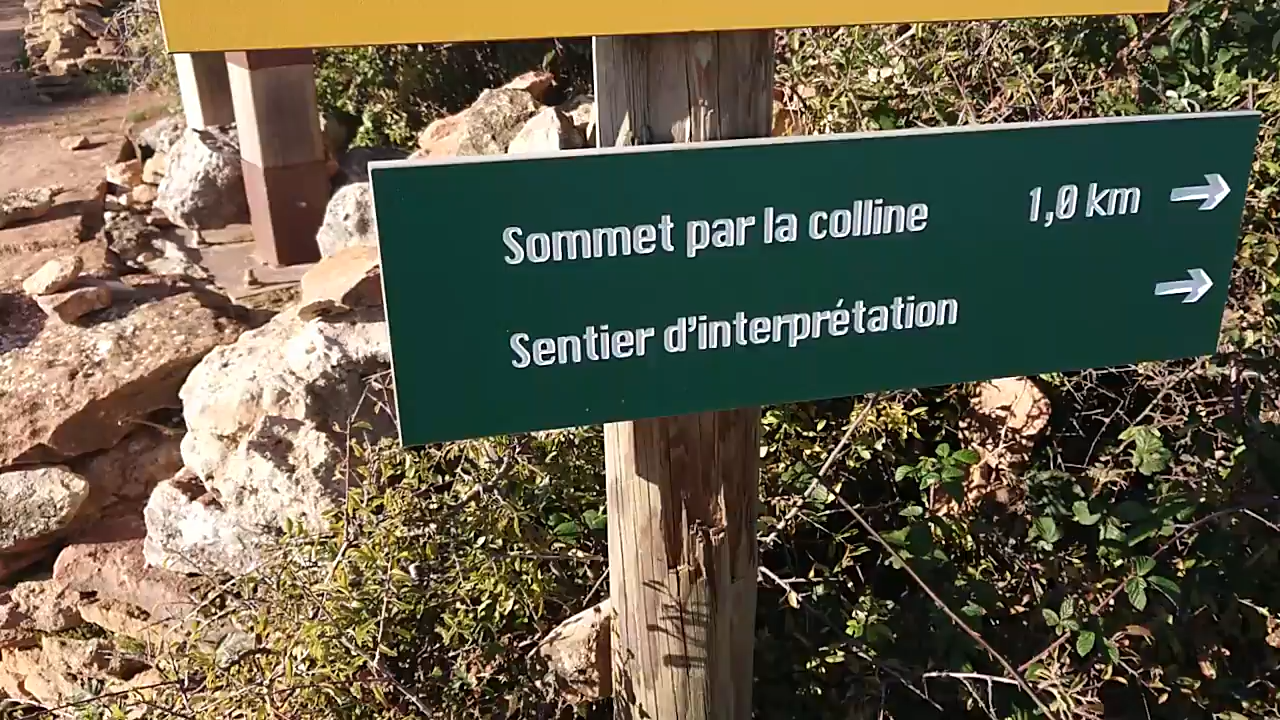 Sommet par la colline 1,0 km →
Sentier d'interprétation →